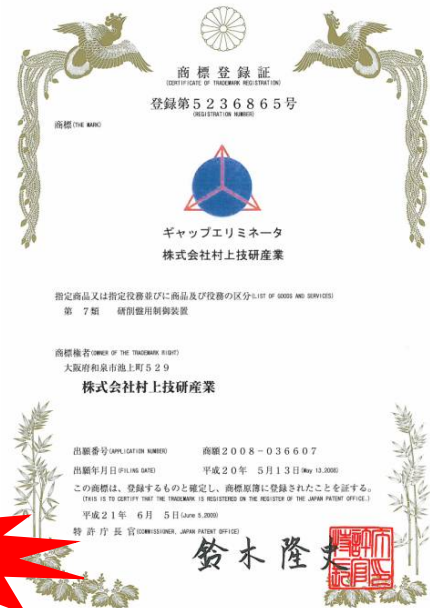 商標登録証
(CERTIFICATE OF TRADEMARK REGISTRATION)
登録第5236865号
(REGISTRATION NUMBER)
商標(THE MARK)
ギャップエリミネータ
株式会社村上技研産業
指定商品又は指定役務並びに商品及び役務の区分(LIST OF GOODS AND SERVICES)
第 7類 研削盤用制御装置
商標権者(OWNER OF THE TRADEMARK RIGHT)
大阪府和泉市池上町529
株式会社村上技研産業
出願番号(APPLICATION NUMBER) 商願2008-036607
出願年月日(FILING DATE) 平成20年 5月13日(May 13,2008)
この商標は、登録するものと確定し、商標原簿に登録されたことを証する。
(THIS IS TO CERTIFY THAT THE TRADEMARK IS REGISTERED ON THE REGISTER OF THE JAPAN PATENT OFFICE.)
平成21年 6月 5日(June 5,2009)
特許庁長官(COMMISSIONER, JAPAN PATENT OFFICE)
鈴木隆史